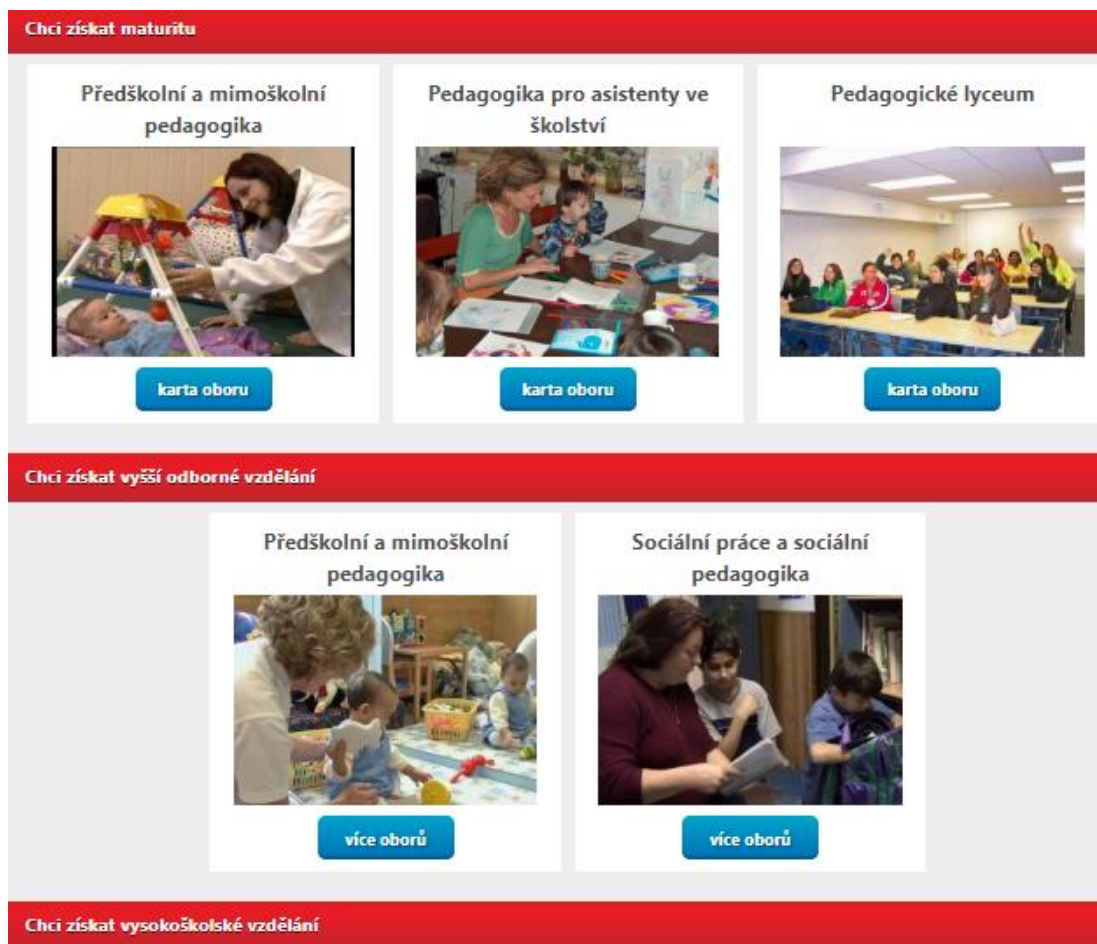 Chci získat maturitu
Předškolní a mimoškolní
pedagogika
karta oboru
Pedagogika pro asistenty ve
školství
karta oboru
Pedagogické lyceum
karta oboru
Chci získat vyšší odborné vzdělání
Předškolní a mimoškolní
pedagogika
více oborů
Sociální práce a sociální
pedagogika
více oborů
Chci získat vysokoškolské vzdělání